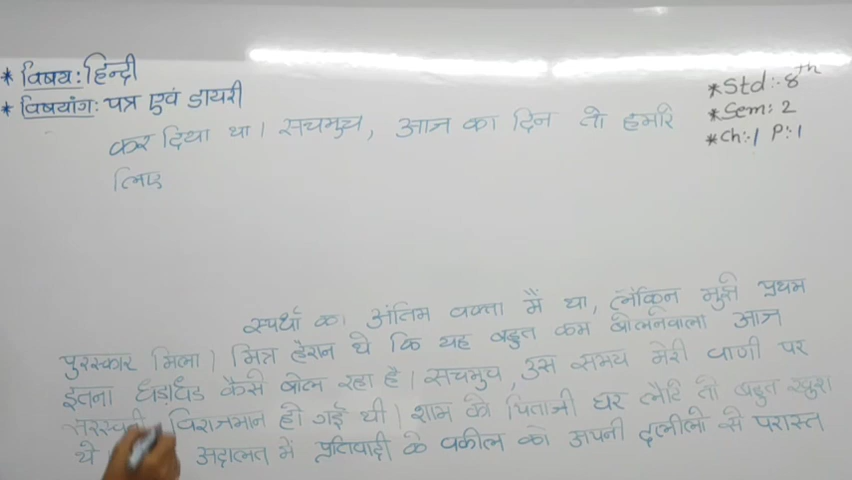 * विषय: हिन्दी
* विषयांग: पत्र एवं डायरी
* Std:- 8th
* Sem: 2
* Ch:-1 P:-1
कर दिया था। सचमुच, आज का दिन तो हमारे
लिए
स्पर्धा का अंतिम वक्ता मैं था, लेकिन मुझे प्रथम
पुरस्कार मिला। मित्र हैरान थे कि यह बहुत कम बोलनेवाला आज
इतना धड़ाधड कैसे बोल रहा है। सचमुच, उस समय मेरी वाणी पर
सरस्वती विराजमान हो गई थी। शाम को पिताजी घर लौटे तो बहुत खुश
थे अदालत में प्रतिवादी के वकील को अपनी दलीलो से परास्त